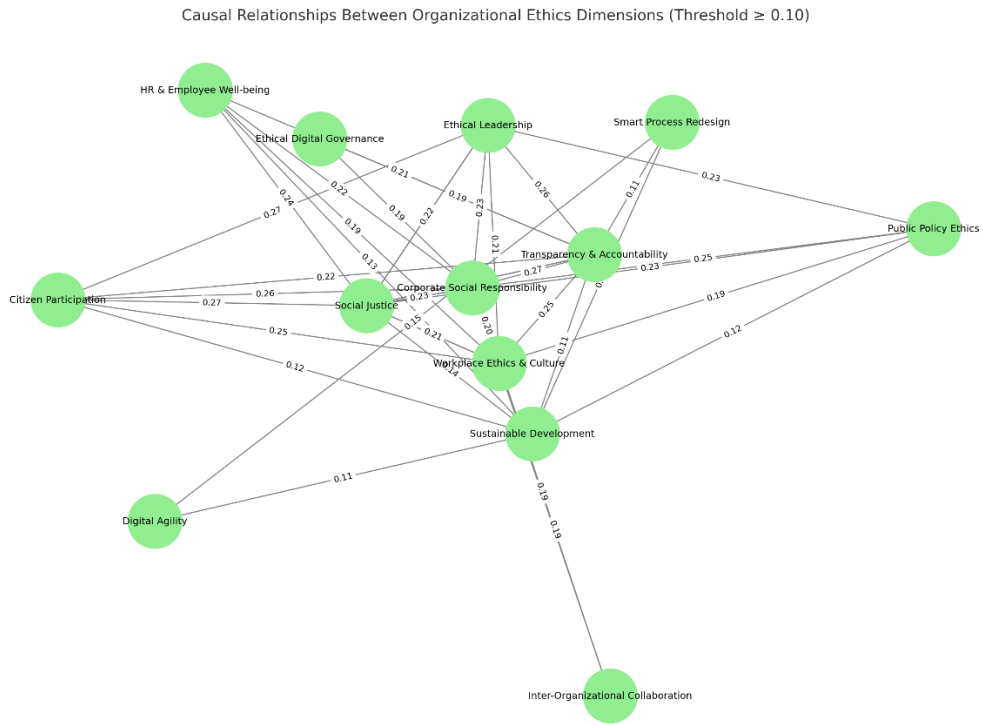 Causal Relationships Between Organizational Ethics Dimensions (Threshold ≥ 0.10)
HR & Employee Well-being
Ethical Digital Governance
Ethical Leadership
Smart Process Redesign
0.11
0.23
0.21
0.22
0.26
0.24
0.19
0.19
0.27
0.22
0.23
0.19
0.21
Public Policy Ethics
Transparency & Accountability
0.13
0.25
0.23
0.27
0.22
Corporate Social Responsibility
0.26
0.23
Citizen Participation
0.27
Social Justice
0.19
0.15
0.20
0.25
0.25
0.21
0.12
0.11
Workplace Ethics & Culture
0.12
0.14
Sustainable Development
0.11
0.19
Digital Agility
0.19
Inter-Organizational Collaboration